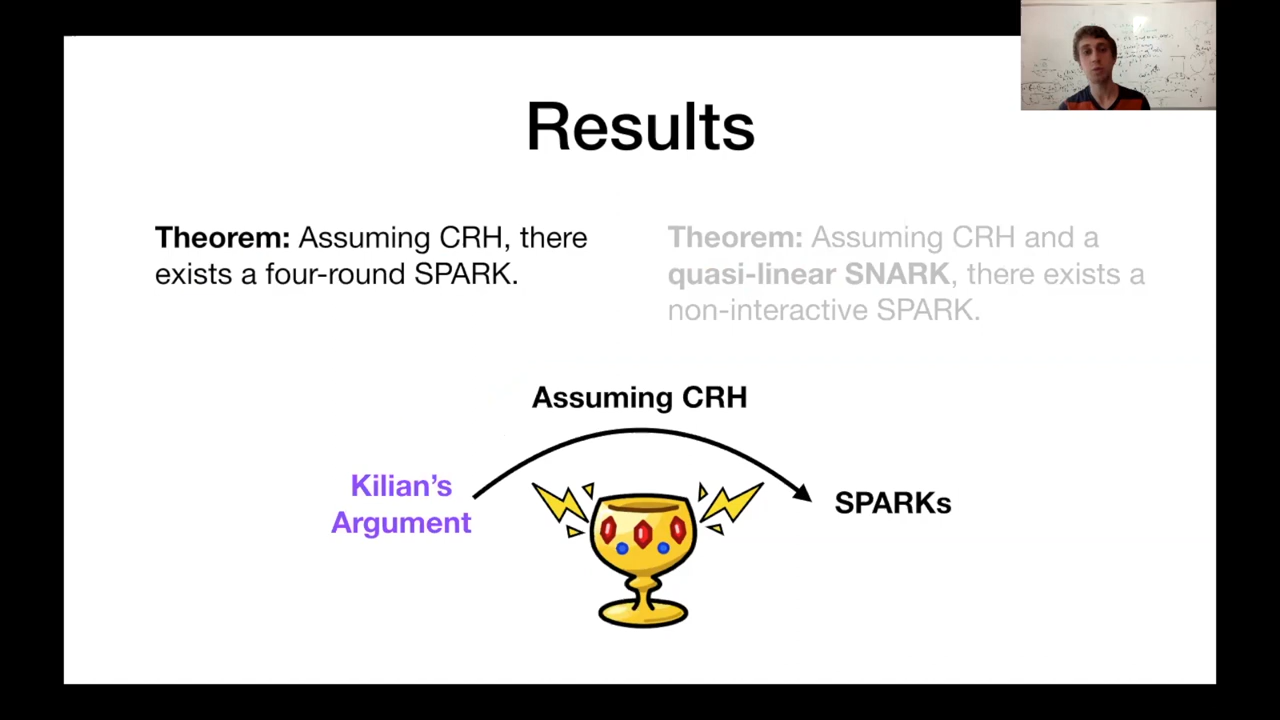 Results
Theorem: Assuming CRH, there
exists a four-round SPARK.
Theorem: Assuming CRH and a
quasi-linear SNARK, there exists a
non-interactive SPARK.
Assuming CRH
Kilian's
Argument
SPARKs